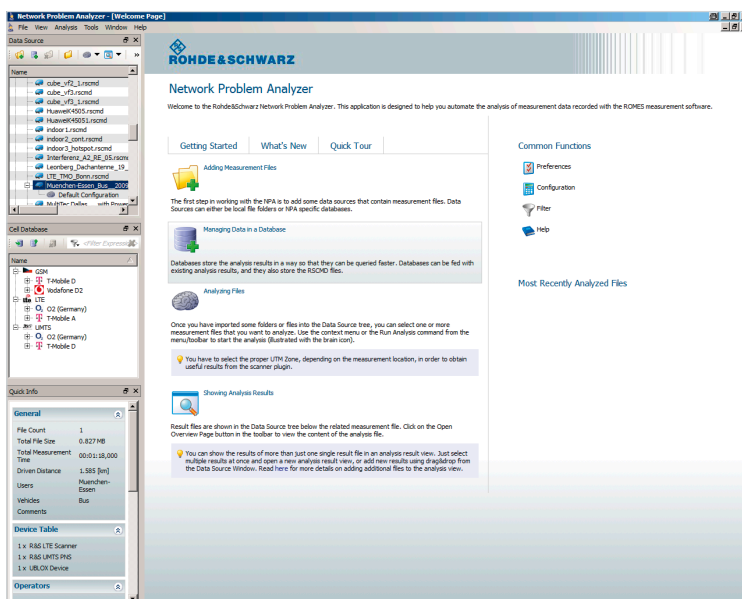 Network Problem Analyzer - [Welcome Page]
File View Analysis Tools Window Help
Data Source
Name
cube_vf2_1.rscmd
cube_vf3.rscmd
cube_vf3_1.rscmd
HuaweiK4505.rscmd
HuaweiK45051.rscmd
indoor1.rscmd
indoor2_cont.rscmd
indoor3_hotspot.rscmd
Interferenz_A2_RE_05.rscm
Leonberg_Dachantenne_19_
LTE_TMO_Bonn.rscmd
Muenchen-Essen_Bus__2009
Default Configuration
MultiTec Dallas
Cell Database
<Filter Expression
Name
GSM
T-Mobile D
Vodafone D2
LTE
O2 (Germany)
T-Mobile A
UMTS
O2 (Germany)
T-Mobile D
Quick Info
General
File Count 1
Total File Size 0.827 MB
Total Measurement Time 00:01:18,000
Driven Distance 1.585 [km]
Users Muenchen-Essen
Vehicles Bus
Comments
Device Table
1 x R&S LTE Scanner
1 x R&S UMTS PNS
1 x UBLOX Device
Operators
ROHDE&SCHWARZ
Network Problem Analyzer
Welcome to the Rohde&Schwarz Network Problem Analyzer. This application is designed to help you automate the analysis of measurement data recorded with the ROMES measurement software.
Getting Started What's New Quick Tour
Adding Measurement Files
The first step in working with the NPA is to add some data sources that contain measurement files. Data
Sources can either be local file folders or NPA specific databases.
Managing Data in a Database
Databases store the analysis results in a way so that they can be queried faster. Databases can be fed with
existing analysis results, and they also store the RSCMD files.
Analyzing Files
Once you have imported some folders or files into the Data Source tree, you can select one or more
measurement files that you want to analyze. Use the context menu or the Run Analysis command from the
menu/toolbar to start the analysis (illustrated with the brain icon).
You have to select the proper UTM Zone, depending on the measurement location, in order to obtain
useful results from the scanner plugin.
Showing Analysis Results
Result files are shown in the Data Source tree below the related measurement file. Click on the Open
Overview Page button in the toolbar to view the content of the analysis file.
You can show the results of more than just one single result file in an analysis result view. Just select
multiple results at once and open a new analysis result view, or add new results using drag&drop from
the Data Source Window. Read here for more details on adding additional files to the analysis view.
Common Functions
Preferences
Configuration
Filter
Help
Most Recently Analyzed Files